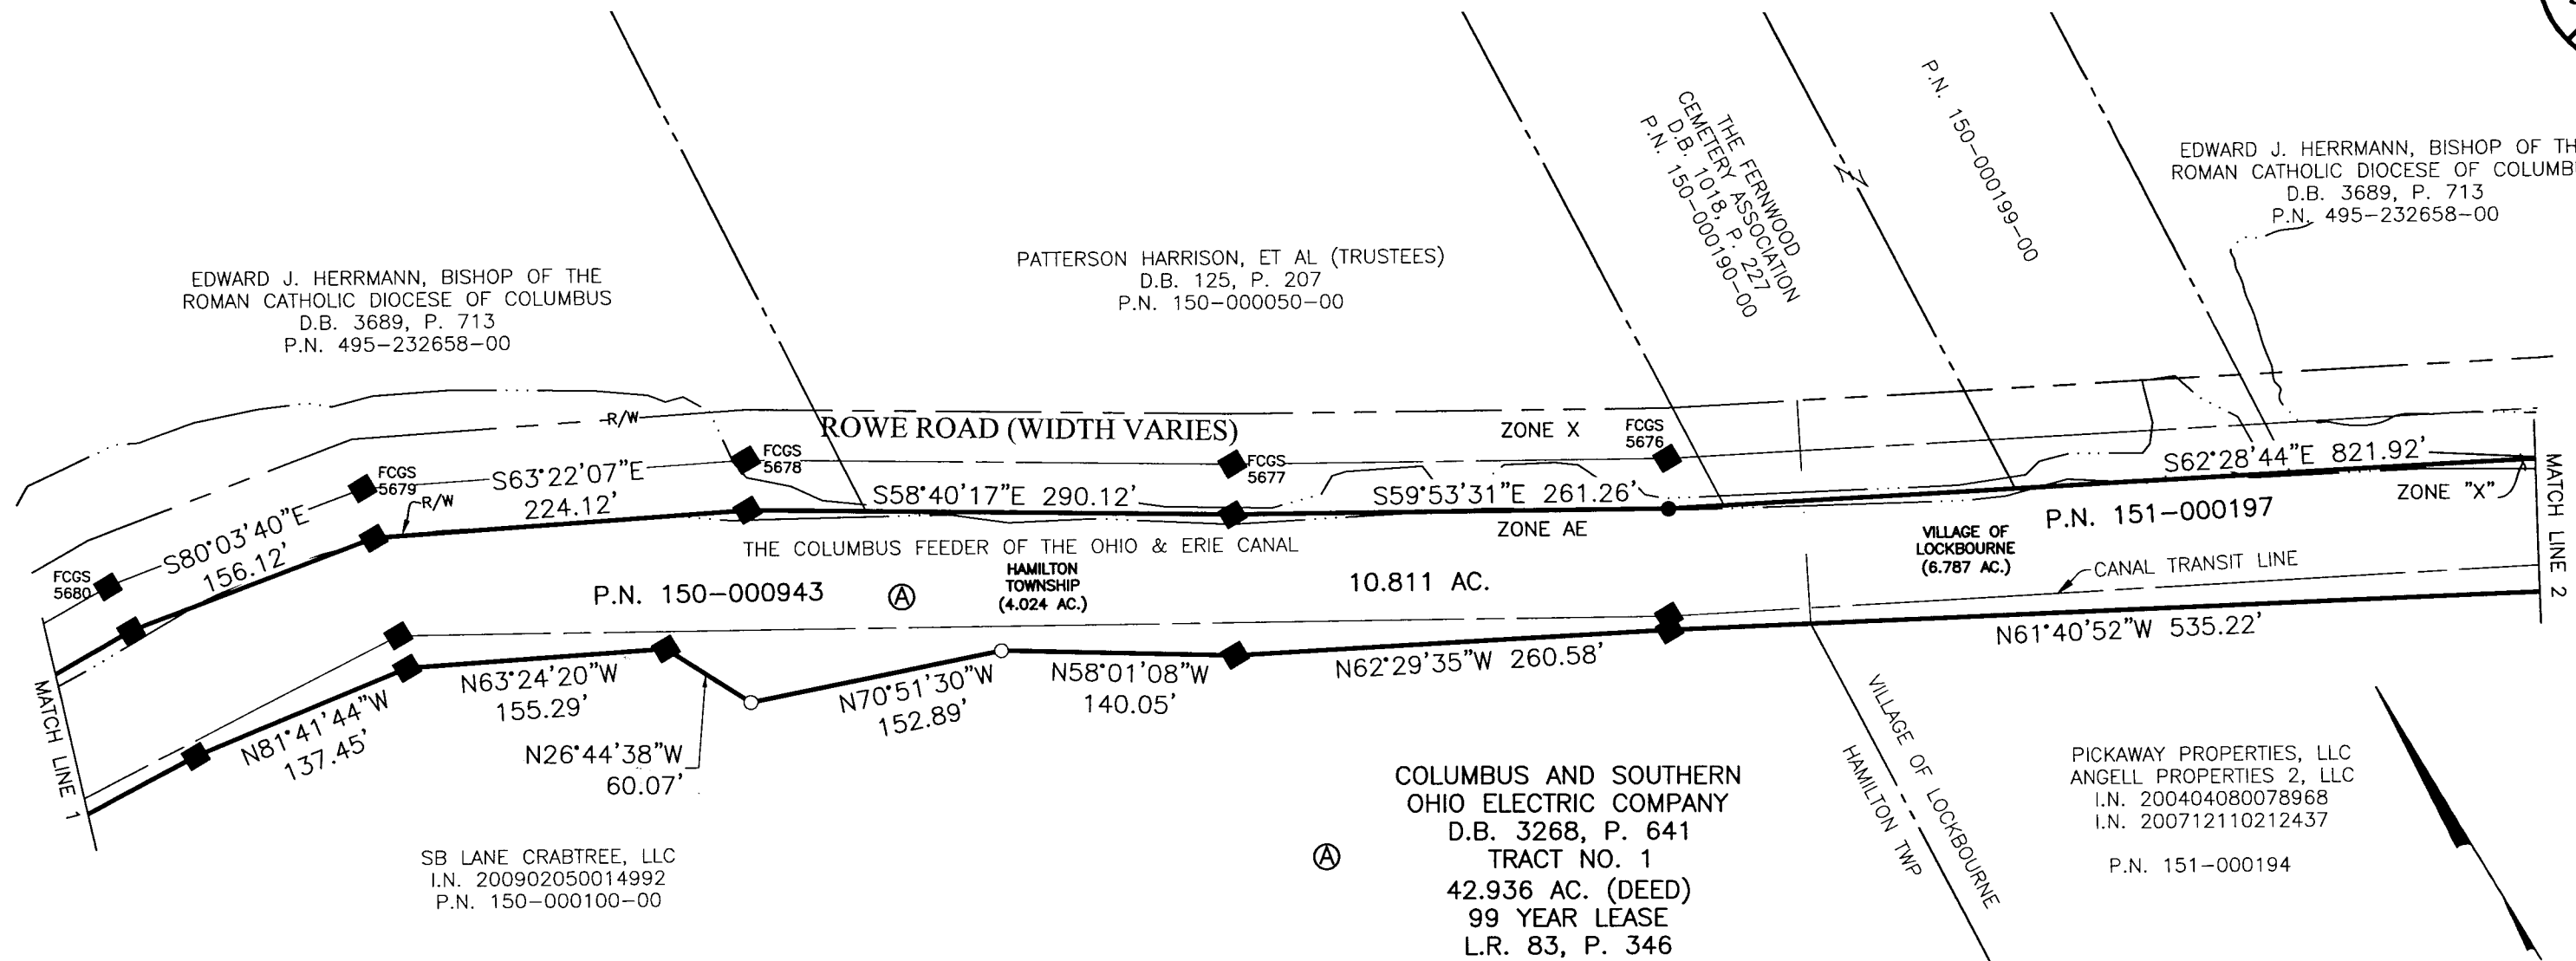 EDWARD J. HERRMANN, BISHOP OF THE
ROMAN CATHOLIC DIOCESE OF COLUMBUS
D.B. 3689, P. 713
P.N. 495-232658-00
PATTERSON HARRISON, ET AL (TRUSTEES)
D.B. 125, P. 207
P.N. 150-000050-00
THE FERNWOOD
CEMETERY ASSOCIATION
D.B. 1018, P. 227
P.N. 150-000190-00
P.N. 150-000199-00
EDWARD J. HERRMANN, BISHOP OF TH
ROMAN CATHOLIC DIOCESE OF COLUMB
D.B. 3689, P. 713
P.N. 495-232658-00
R/W
ROWE ROAD (WIDTH VARIES)
ZONE X
FCGS
5676
FCGS
5677
FCGS
5678
FCGS
5679
FCGS
5680
R/W
S80°03'40"E
156.12'
S63°22'07"E
224.12'
S58°40'17"E 290.12'
S59°53'31"E 261.26'
S62°28'44"E 821.92'
ZONE "X"
ZONE AE
THE COLUMBUS FEEDER OF THE OHIO & ERIE CANAL
P.N. 150-000943
A
HAMILTON
TOWNSHIP
(4.024 AC.)
10.811 AC.
VILLAGE OF
LOCKBOURNE
(6.787 AC.)
P.N. 151-000197
CANAL TRANSIT LINE
MATCH LINE 2
MATCH LINE 1
N81°41'44"W
137.45'
N63°24'20"W
155.29'
N26°44'38"W
60.07'
N70°51'30"W
152.89'
N58°01'08"W
140.05'
N62°29'35"W 260.58'
N61°40'52"W 535.22'
VILLAGE OF LOCKBOURNE
HAMILTON TWP
SB LANE CRABTREE, LLC
I.N. 200902050014992
P.N. 150-000100-00
A
COLUMBUS AND SOUTHERN
OHIO ELECTRIC COMPANY
D.B. 3268, P. 641
TRACT NO. 1
42.936 AC. (DEED)
99 YEAR LEASE
L.R. 83, P. 346
PICKAWAY PROPERTIES, LLC
ANGELL PROPERTIES 2, LLC
I.N. 200404080078968
I.N. 200712110212437
P.N. 151-000194